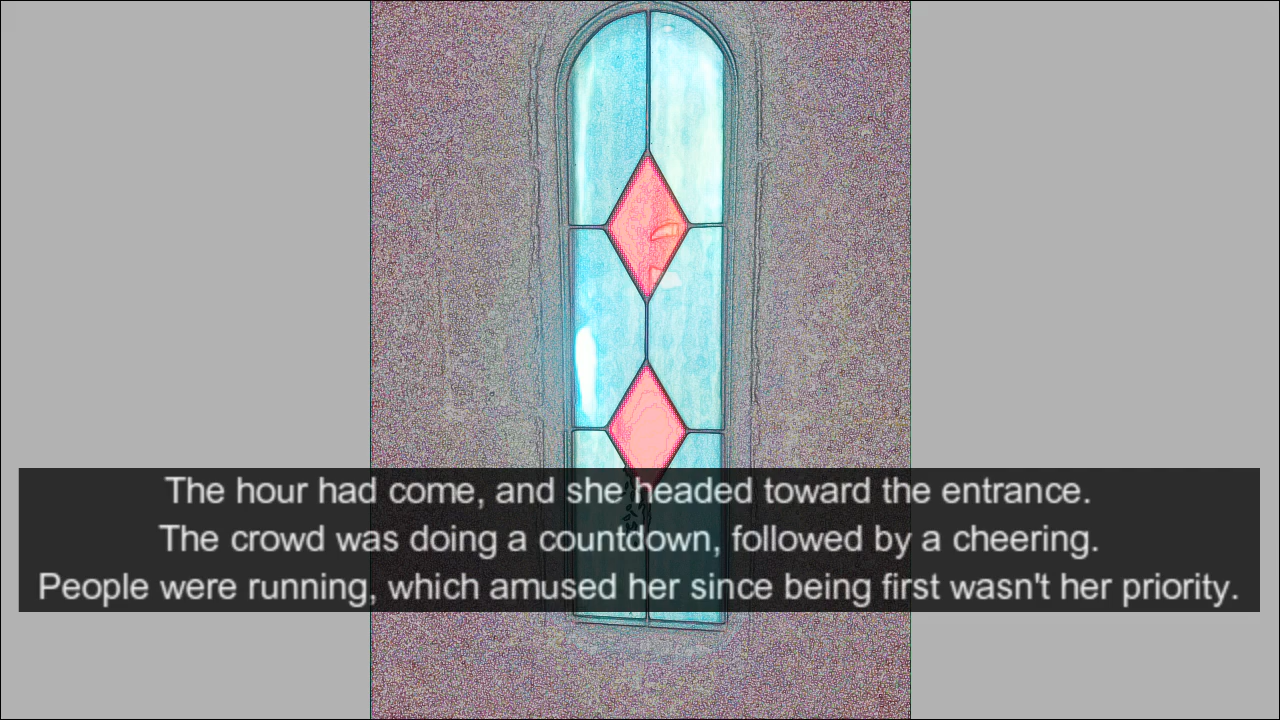 The hour had come, and she headed toward the entrance.
The crowd was doing a countdown, followed by a cheering.
People were running, which amused her since being first wasn't her priority.